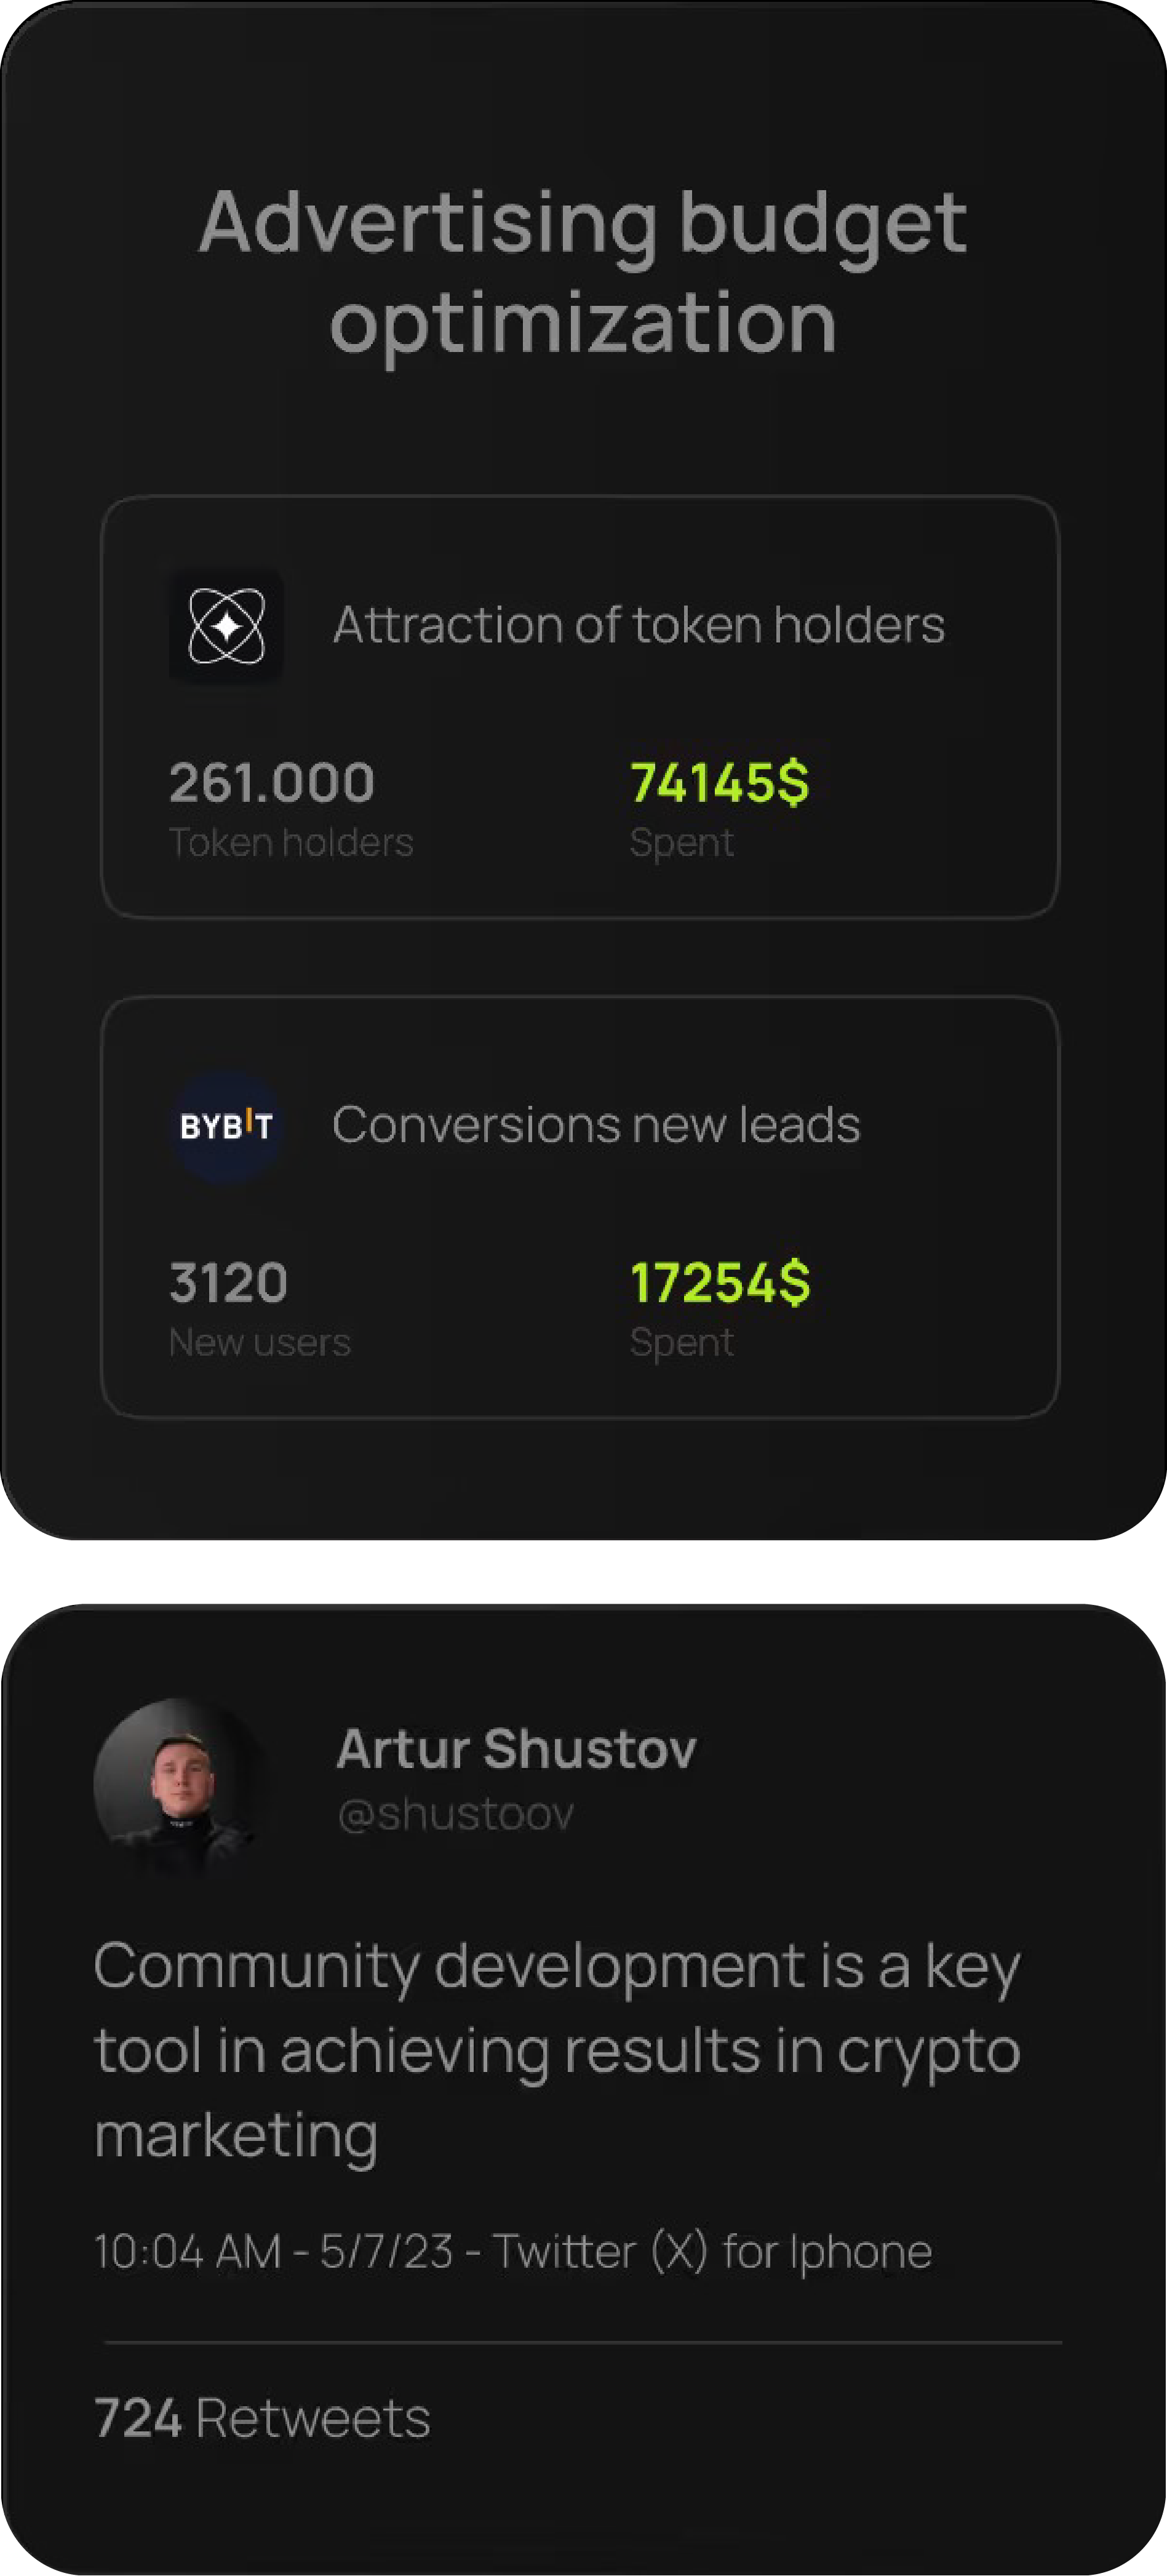 Advertising budget
optimization
Attraction of token holders
261.000
74145$
Token holders
Spent
BYBIT
Conversions new leads
3120
17254$
New users
Spent
Artur Shustov
@shustoov
Community development is a key
tool in achieving results in crypto
marketing
10:04 AM - 5/7/23 - Twitter (X) for Iphone
724 Retweets